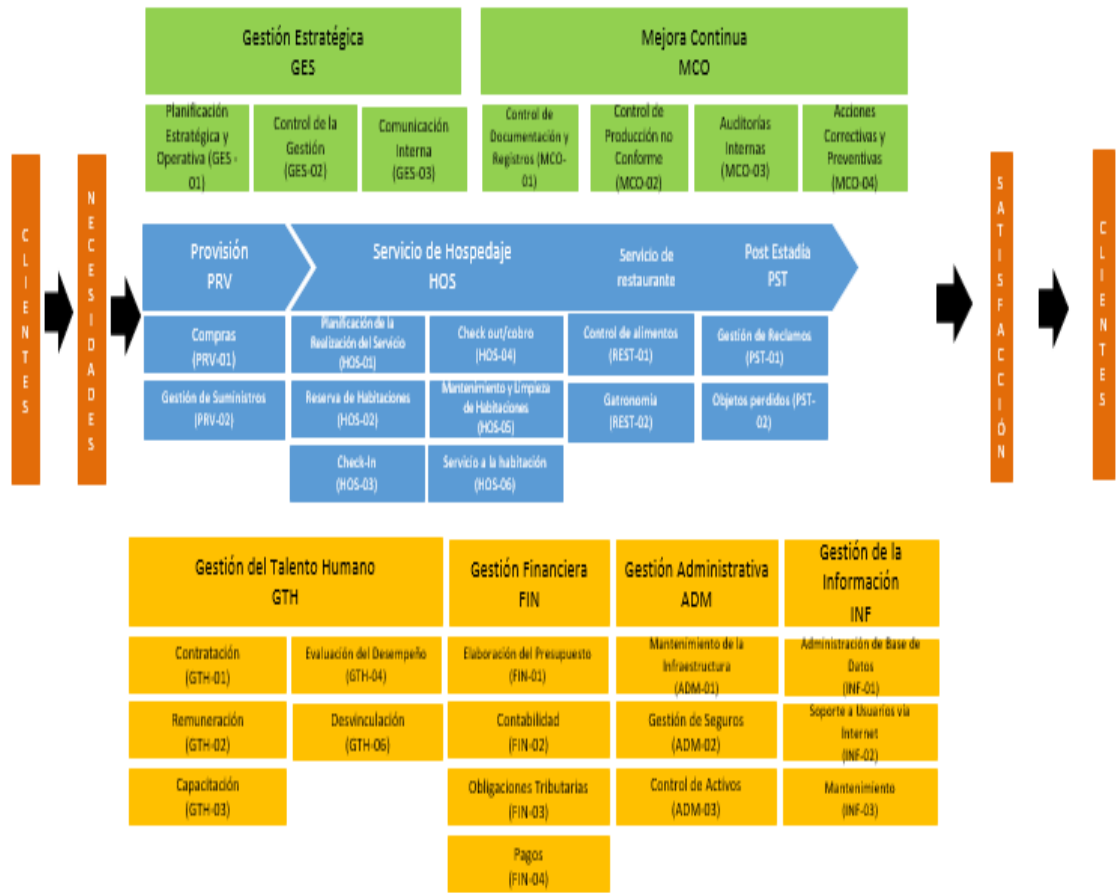 Gestión Estratégica
GES
Mejora Continua
MCO
Planificación
Estratégica y
Operativa (GES -
01)
Control de la
Gestión
(GES-02)
Comunicación
Interna
(GES-03)
Control de
Documentación y
Registros (MCO-
01)
Control de
Producción no
Conforme
(MCO-02)
Auditorías
Internas
(MCO-03)
Acciones
Correctivas y
Preventivas
(MCO-04)
CLIENTES
NECESIDADES
Provisión
PRV
Servicio de Hospedaje
HOS
Servicio de
restaurante
Post Estadía
PST
Compras
(PRV-01)
Gestión de Suministros
(PRV-02)
Planificación de la
Realización del Servicio
(HOS-01)
Reserva de Habitaciones
(HOS-02)
Check-In
(HOS-03)
Check out/cobro
(HOS-04)
Mantenimiento y Limpieza
de Habitaciones
(HOS-05)
Servicio a la habitación
(HOS-06)
Control de alimentos
(REST-01)
Gatronomia
(REST-02)
Gestión de Reclamos
(PST-01)
Objetos perdidos (PST-
02)
SATISFACCIÓN
CLIENTES
Gestión del Talento Humano
GTH
Gestión Financiera
FIN
Gestión Administrativa
ADM
Gestión de la
Información
INF
Contratación
(GTH-01)
Remuneración
(GTH-02)
Capacitación
(GTH-03)
Evaluación del Desempeño
(GTH-04)
Desvinculación
(GTH-06)
Elaboración del Presupuesto
(FIN-01)
Contabilidad
(FIN-02)
Obligaciones Tributarias
(FIN-03)
Pagos
(FIN-04)
Mantenimiento de la
Infraestructura
(ADM-01)
Gestión de Seguros
(ADM-02)
Control de Activos
(ADM-03)
Administración de Base de
Datos
(INF-01)
Soporte a Usuarios vía
Internet
(INF-02)
Mantenimiento
(INF-03)